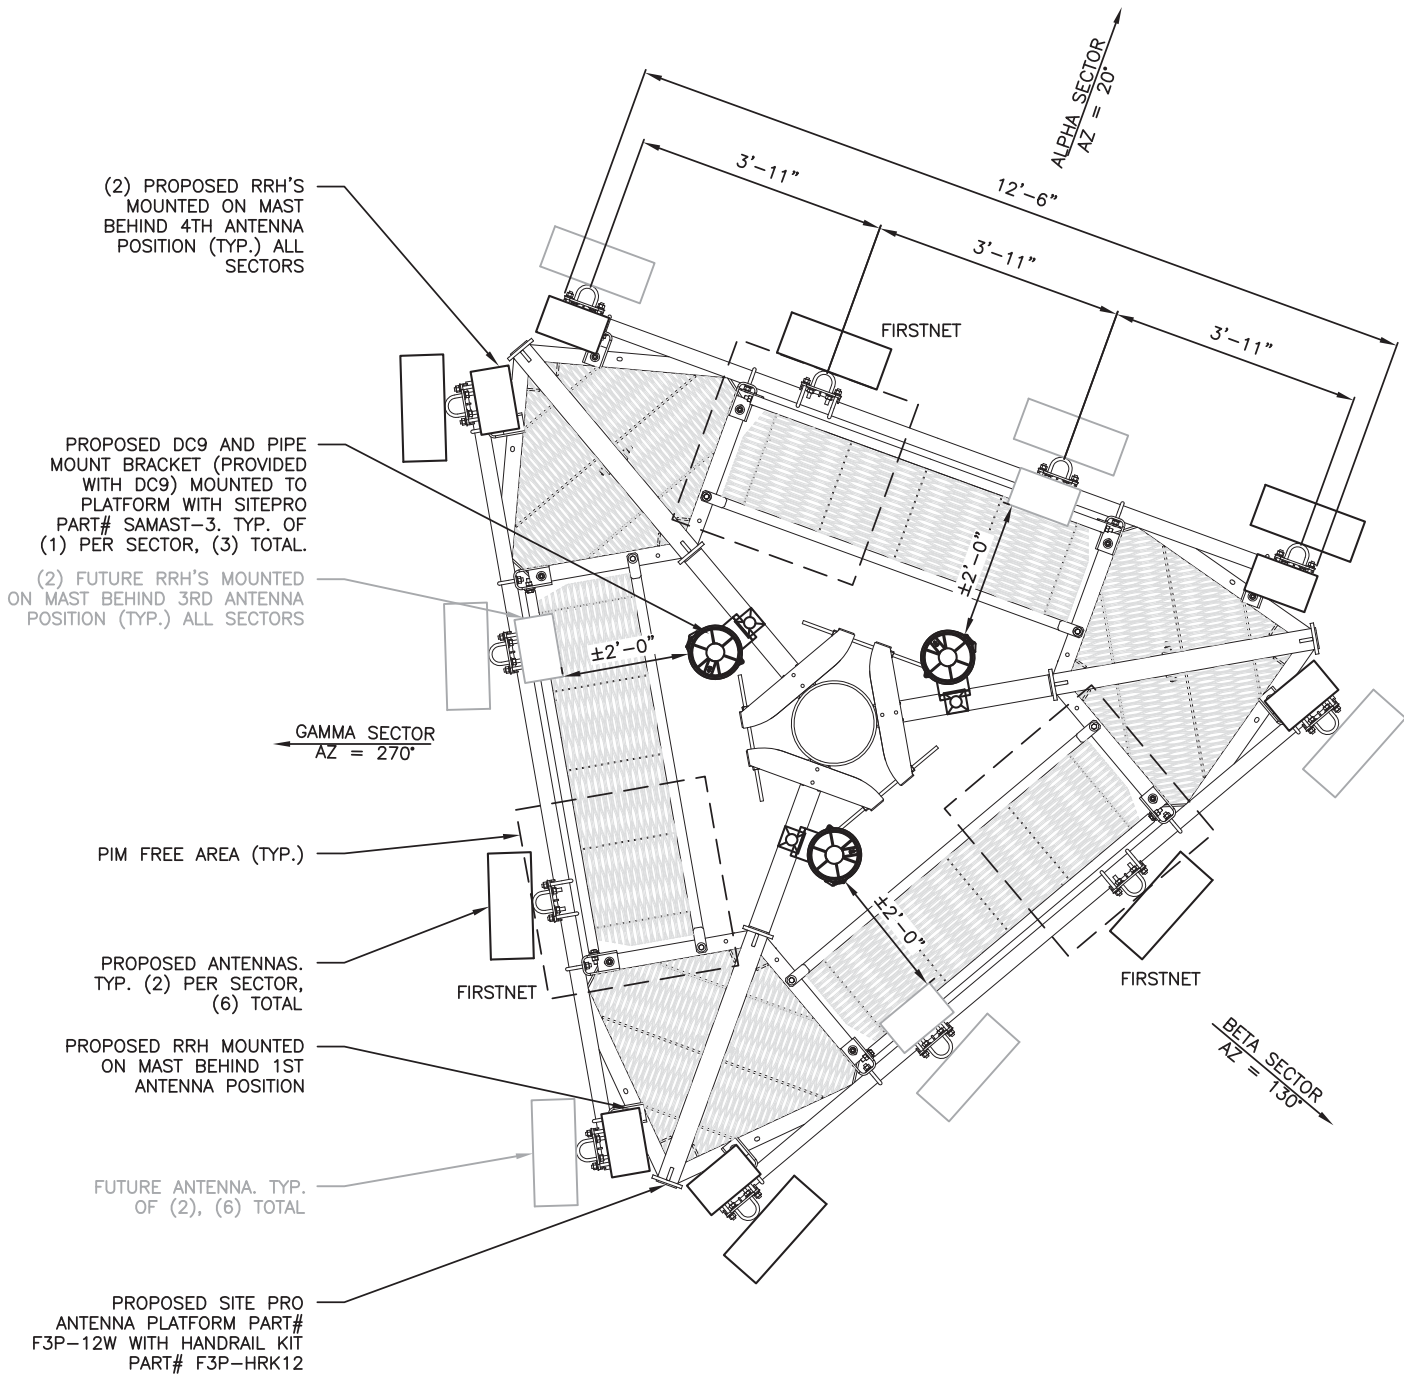 ALPHA SECTOR
AZ = 20°
3'-11"
12'-6"
3'-11"
3'-11"
(2) PROPOSED RRH'S
MOUNTED ON MAST
BEHIND 4TH ANTENNA
POSITION (TYP.) ALL
SECTORS
FIRSTNET
PROPOSED DC9 AND PIPE
MOUNT BRACKET (PROVIDED
WITH DC9) MOUNTED TO
PLATFORM WITH SITEPRO
PART# SAMAST-3. TYP. OF
(1) PER SECTOR, (3) TOTAL.
(2) FUTURE RRH'S MOUNTED
ON MAST BEHIND 3RD ANTENNA
POSITION (TYP.) ALL SECTORS
±2'-0"
±2'-0"
GAMMA SECTOR
AZ = 270°
PIM FREE AREA (TYP.)
±2'-0"
PROPOSED ANTENNAS.
TYP. (2) PER SECTOR,
(6) TOTAL
FIRSTNET
FIRSTNET
PROPOSED RRH MOUNTED
ON MAST BEHIND 1ST
ANTENNA POSITION
BETA SECTOR
AZ = 130°
FUTURE ANTENNA. TYP.
OF (2), (6) TOTAL
PROPOSED SITE PRO
ANTENNA PLATFORM PART#
F3P-12W WITH HANDRAIL KIT
PART# F3P-HRK12